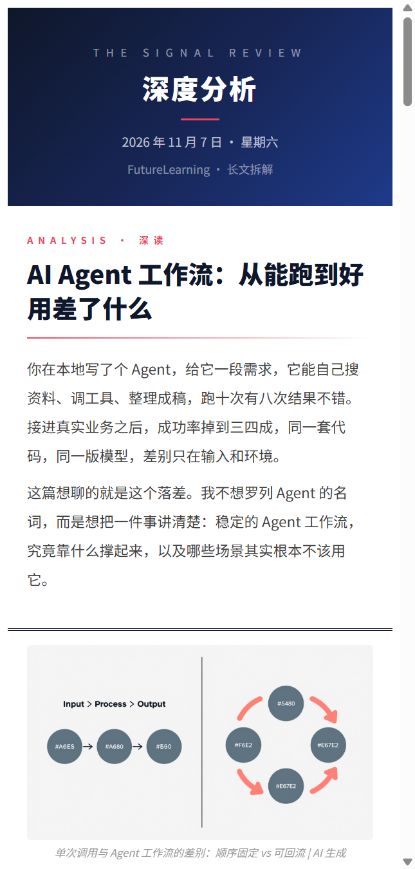 THE SIGNAL REVIEW
深度分析
2026 年 11 月 7 日 · 星期六
FutureLearning · 长文拆解
ANALYSIS · 深读
AI Agent 工作流：从能跑到好
用差了什么
你在本地写了个 Agent，给它一段需求，它能自己搜
资料、调工具、整理成稿，跑十次有八次结果不错。
接进真实业务之后，成功率掉到三四成，同一套代
码，同一版模型，差别只在输入和环境。
这篇想聊的就是这个落差。我不想罗列 Agent 的名
词，而是想把一件事讲清楚：稳定的 Agent 工作流，
究竟靠什么撑起来，以及哪些场景其实根本不该用
它。
Input > Process > Output
#A6E5
#A680
#E60
#5480
#F6E2
#E67E2
#E67E2
单次调用与 Agent 工作流的差别：顺序固定 vs 可回流 | AI 生成